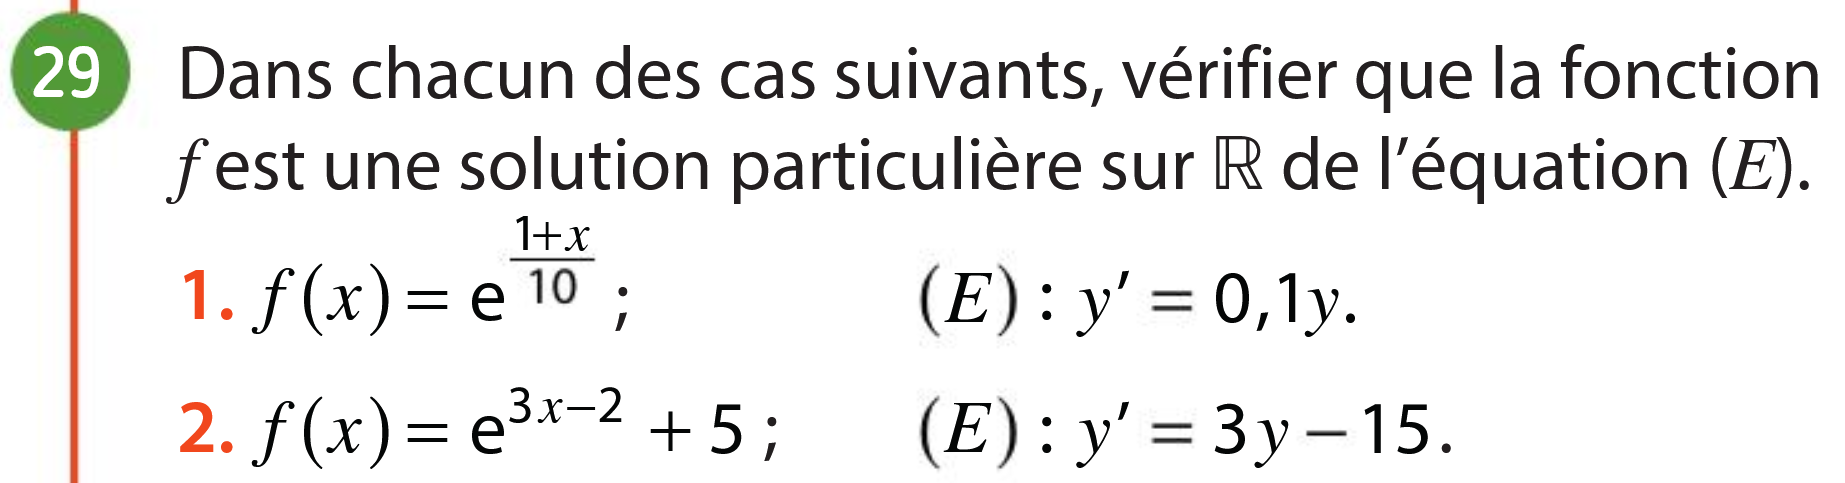 29 Dans chacun des cas suivants, vérifier que la fonction
f est une solution particulière sur ℝ de l’équation (E).
1. f(x) = e^{\frac{1+x}{10}} ; (E) : y′ = 0,1y.
2. f(x) = e^{3x−2} + 5 ; (E) : y′ = 3y − 15.